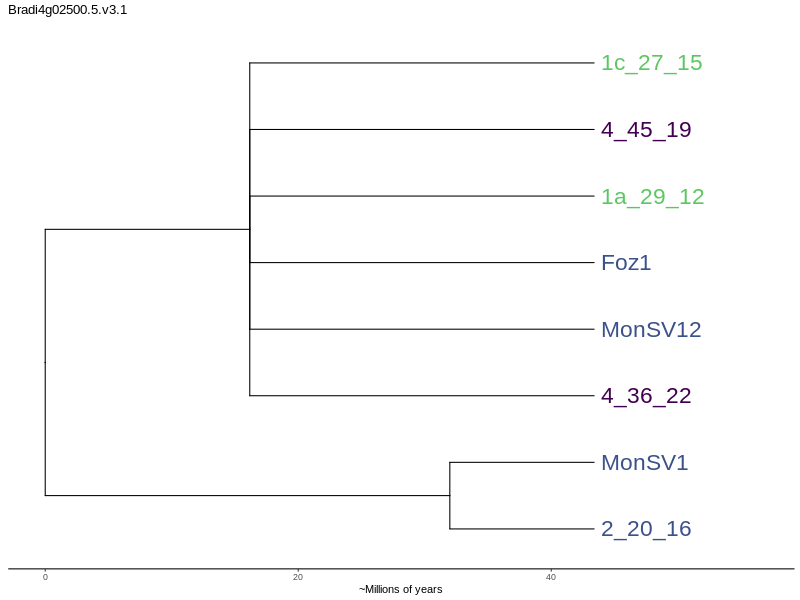 Bradi4g02500.5.v3.1
1c_27_15
4_45_19
1a_29_12
Foz1
MonSV12
4_36_22
MonSV1
2_20_16
0 20 40
~Millions of years